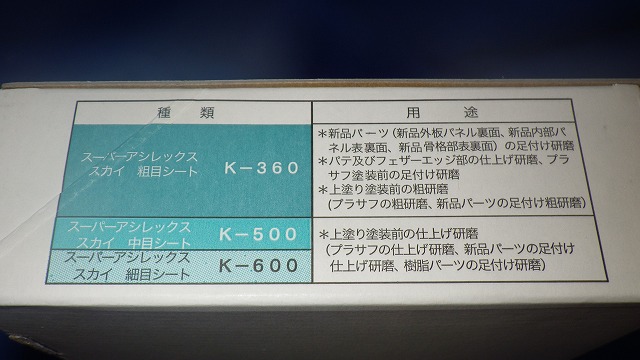 種類
用途
スーパーアシレックス
スカイ 粗目シート
K-360
*新品パーツ(新品外板パネル裏面、新品内部パ
ネル表裏面、新品骨格部表裏面)の足付け研磨
*パテ及びフェザーエッジ部の仕上げ研磨、プラ
サフ塗装前の足付け研磨
*上塗り塗装前の粗研磨
(プラサフの粗研磨、新品パーツの足付け粗研磨)
スーパーアシレックス
スカイ 中目シート
K-500
スーパーアシレックス
スカイ 細目シート
K-600
*上塗り塗装前の仕上げ研磨
(プラサフの仕上げ研磨、新品パーツの足付け
仕上げ研磨、樹脂パーツの足付け研磨)